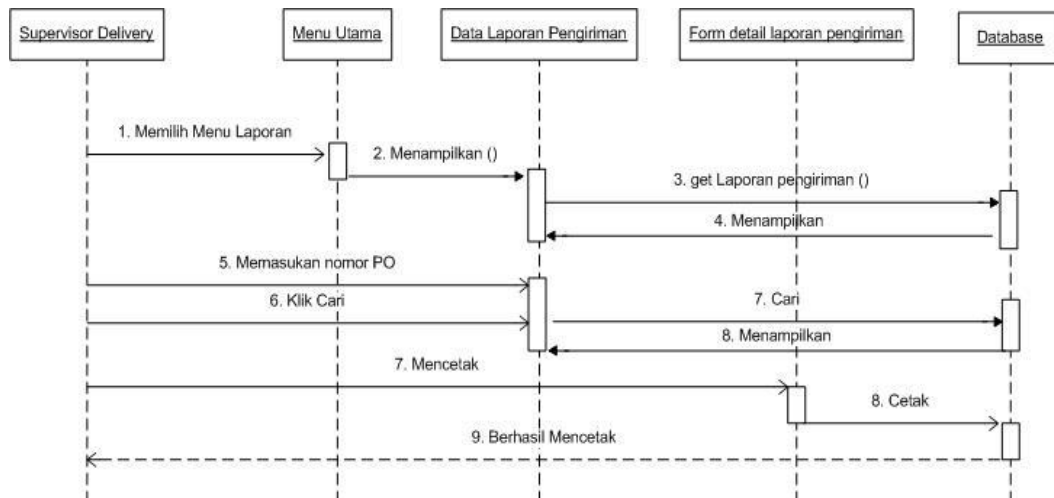 Supervisor Delivery
Menu Utama
Data Laporan Pengiriman
Form detail laporan pengiriman
Database
1. Memilih Menu Laporan
2. Menampilkan ()
3. get Laporan pengiriman ()
4. Menampilkan
5. Memasukan nomor PO
6. Klik Cari
7. Cari
8. Menampilkan
7. Mencetak
8. Cetak
9. Berhasil Mencetak